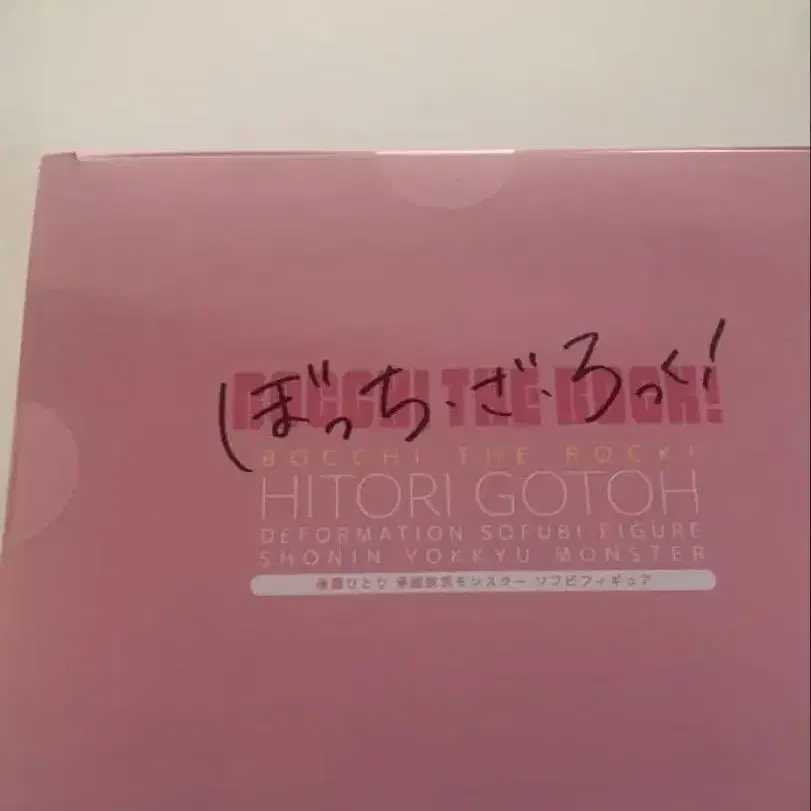 ぼっち・ざ・ろっく!
BOCCHI THE ROCK!
BOCCHI THE ROCK!
HITORI GOTOH
DEFORMATION SOFUBI FIGURE
SHONIN YOKKYU MONSTER
後藤ひとり 承認欲求モンスター ソフビフィギュア